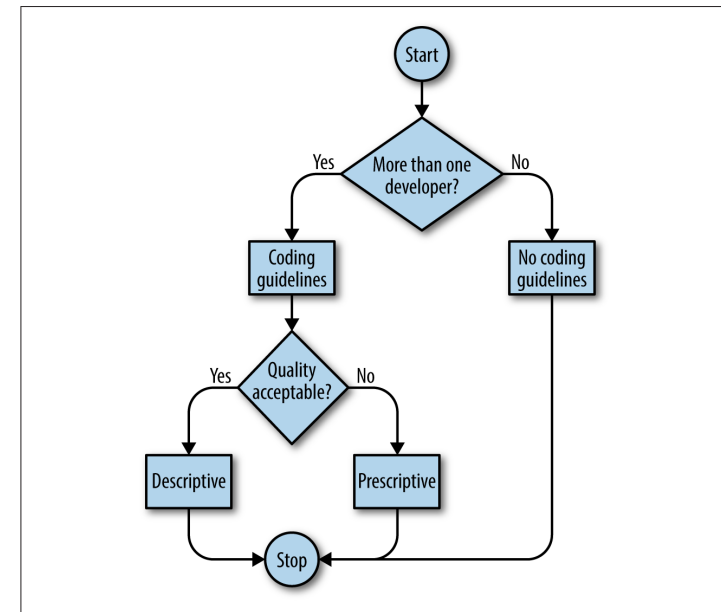 Start
Yes
More than one
developer?
No
Coding
guidelines
No coding
guidelines
Yes
Quality
acceptable?
No
Descriptive
Prescriptive
Stop